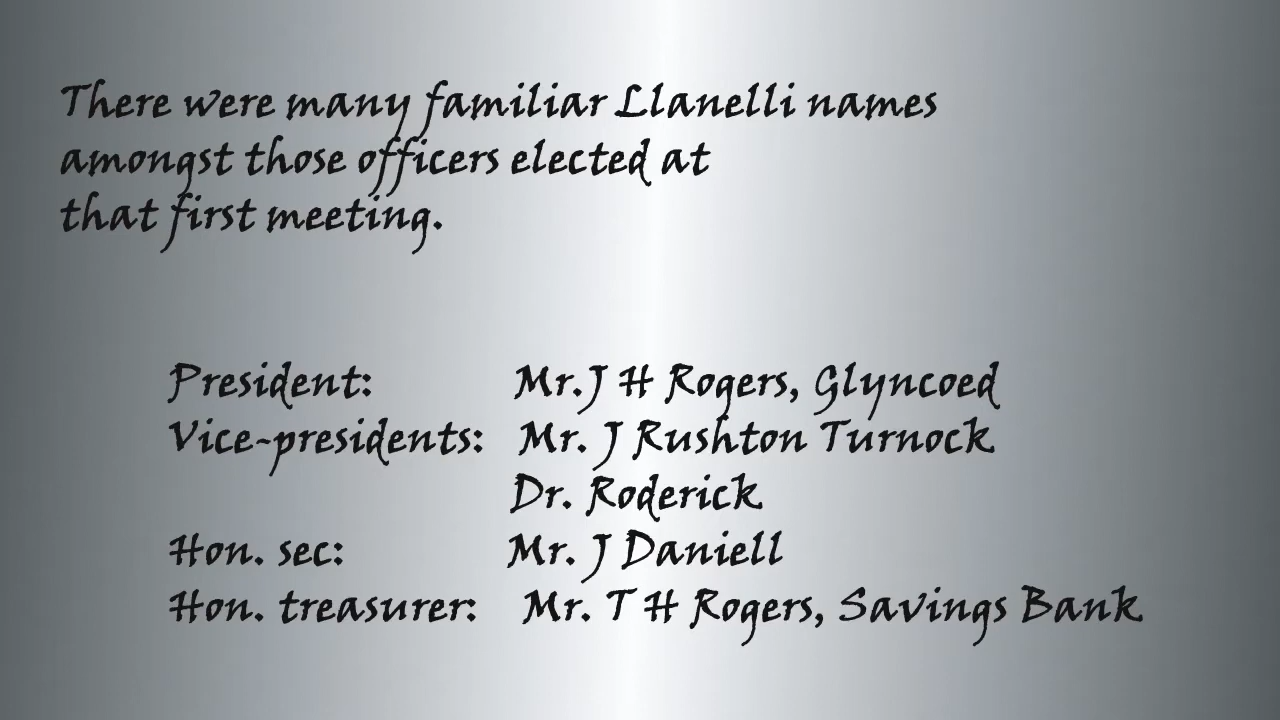 There were many familiar Llanelli names
amongst those officers elected at
that first meeting.
President: Mr.J H Rogers, Glyncoed
Vice-presidents: Mr. J Rushton Turnock
Dr. Roderick
Hon. sec: Mr. J Daniell
Hon. treasurer: Mr. T H Rogers, Savings Bank